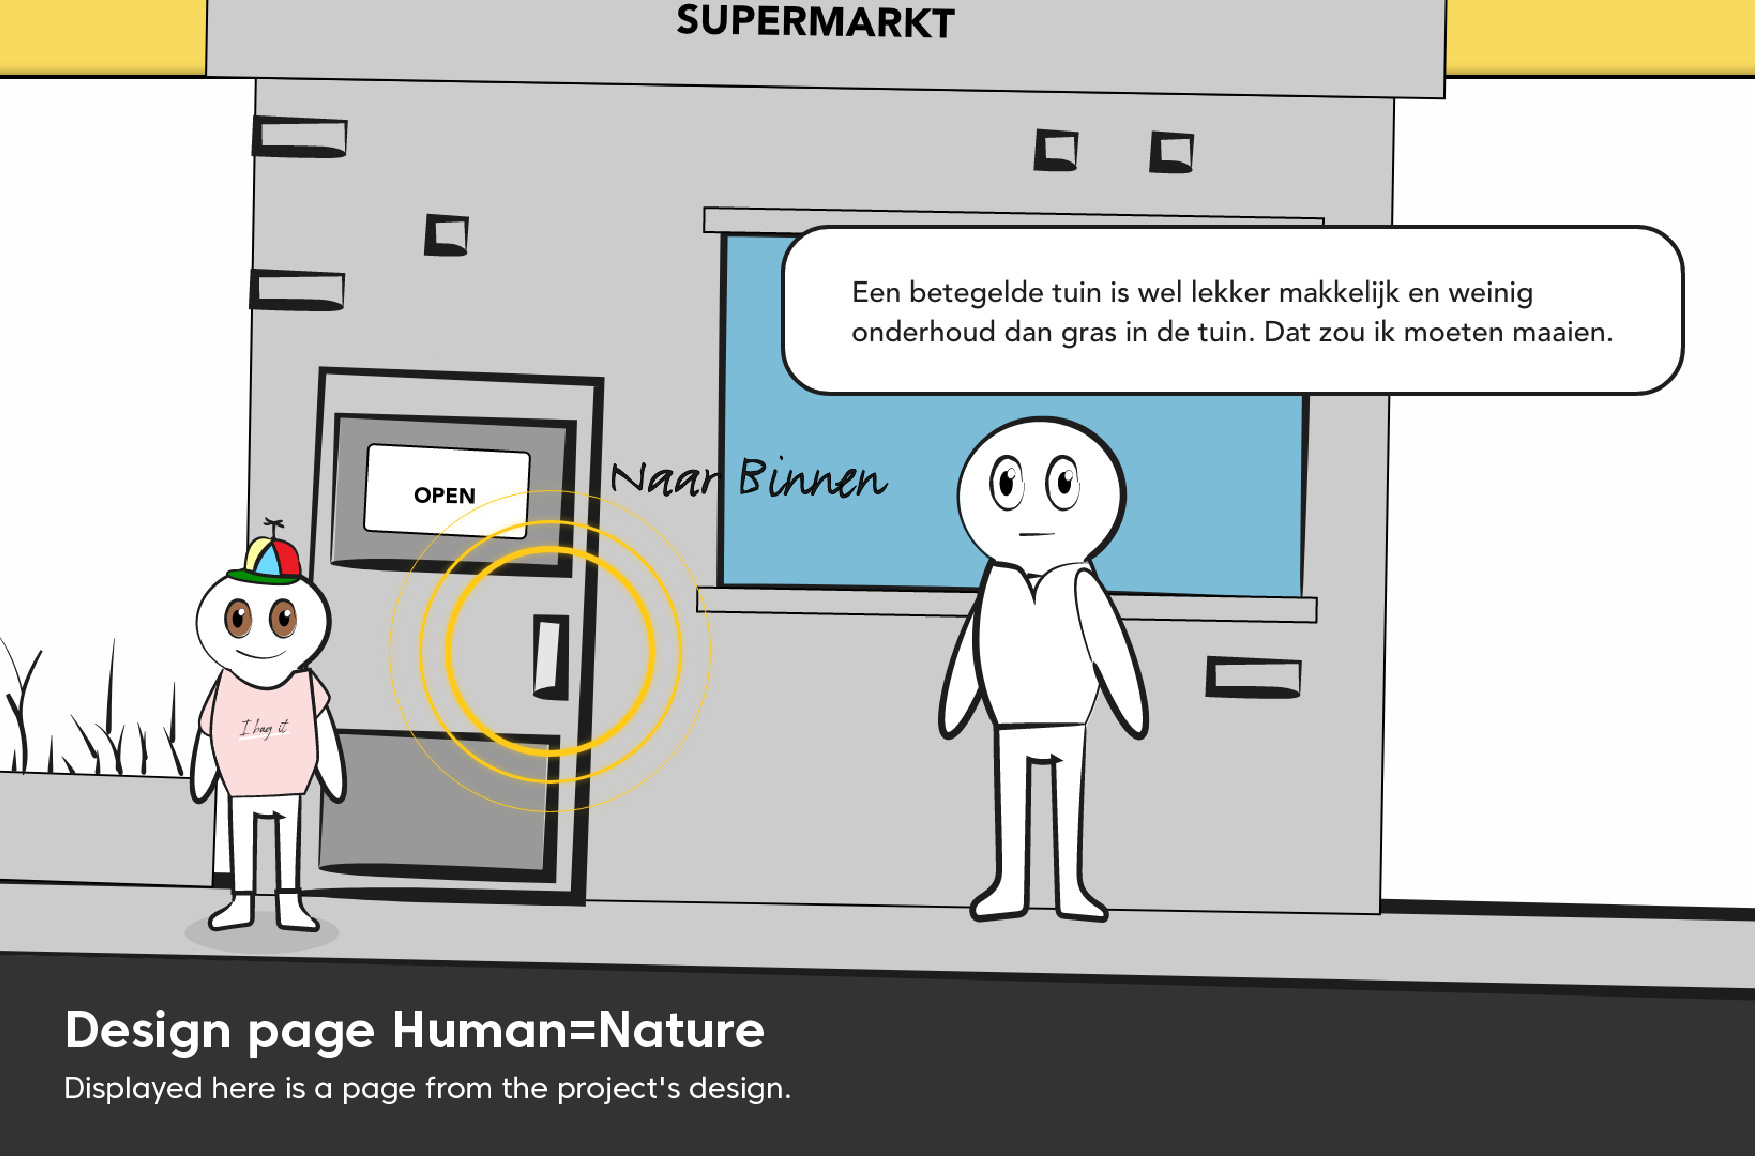 SUPERMARKT
Een betegelde tuin is wel lekker makkelijk en weinig
onderhoud dan gras in de tuin. Dat zou ik moeten maaien.
Naar Binnen
OPEN
I hag it
Design page Human=Nature
Displayed here is a page from the project's design.